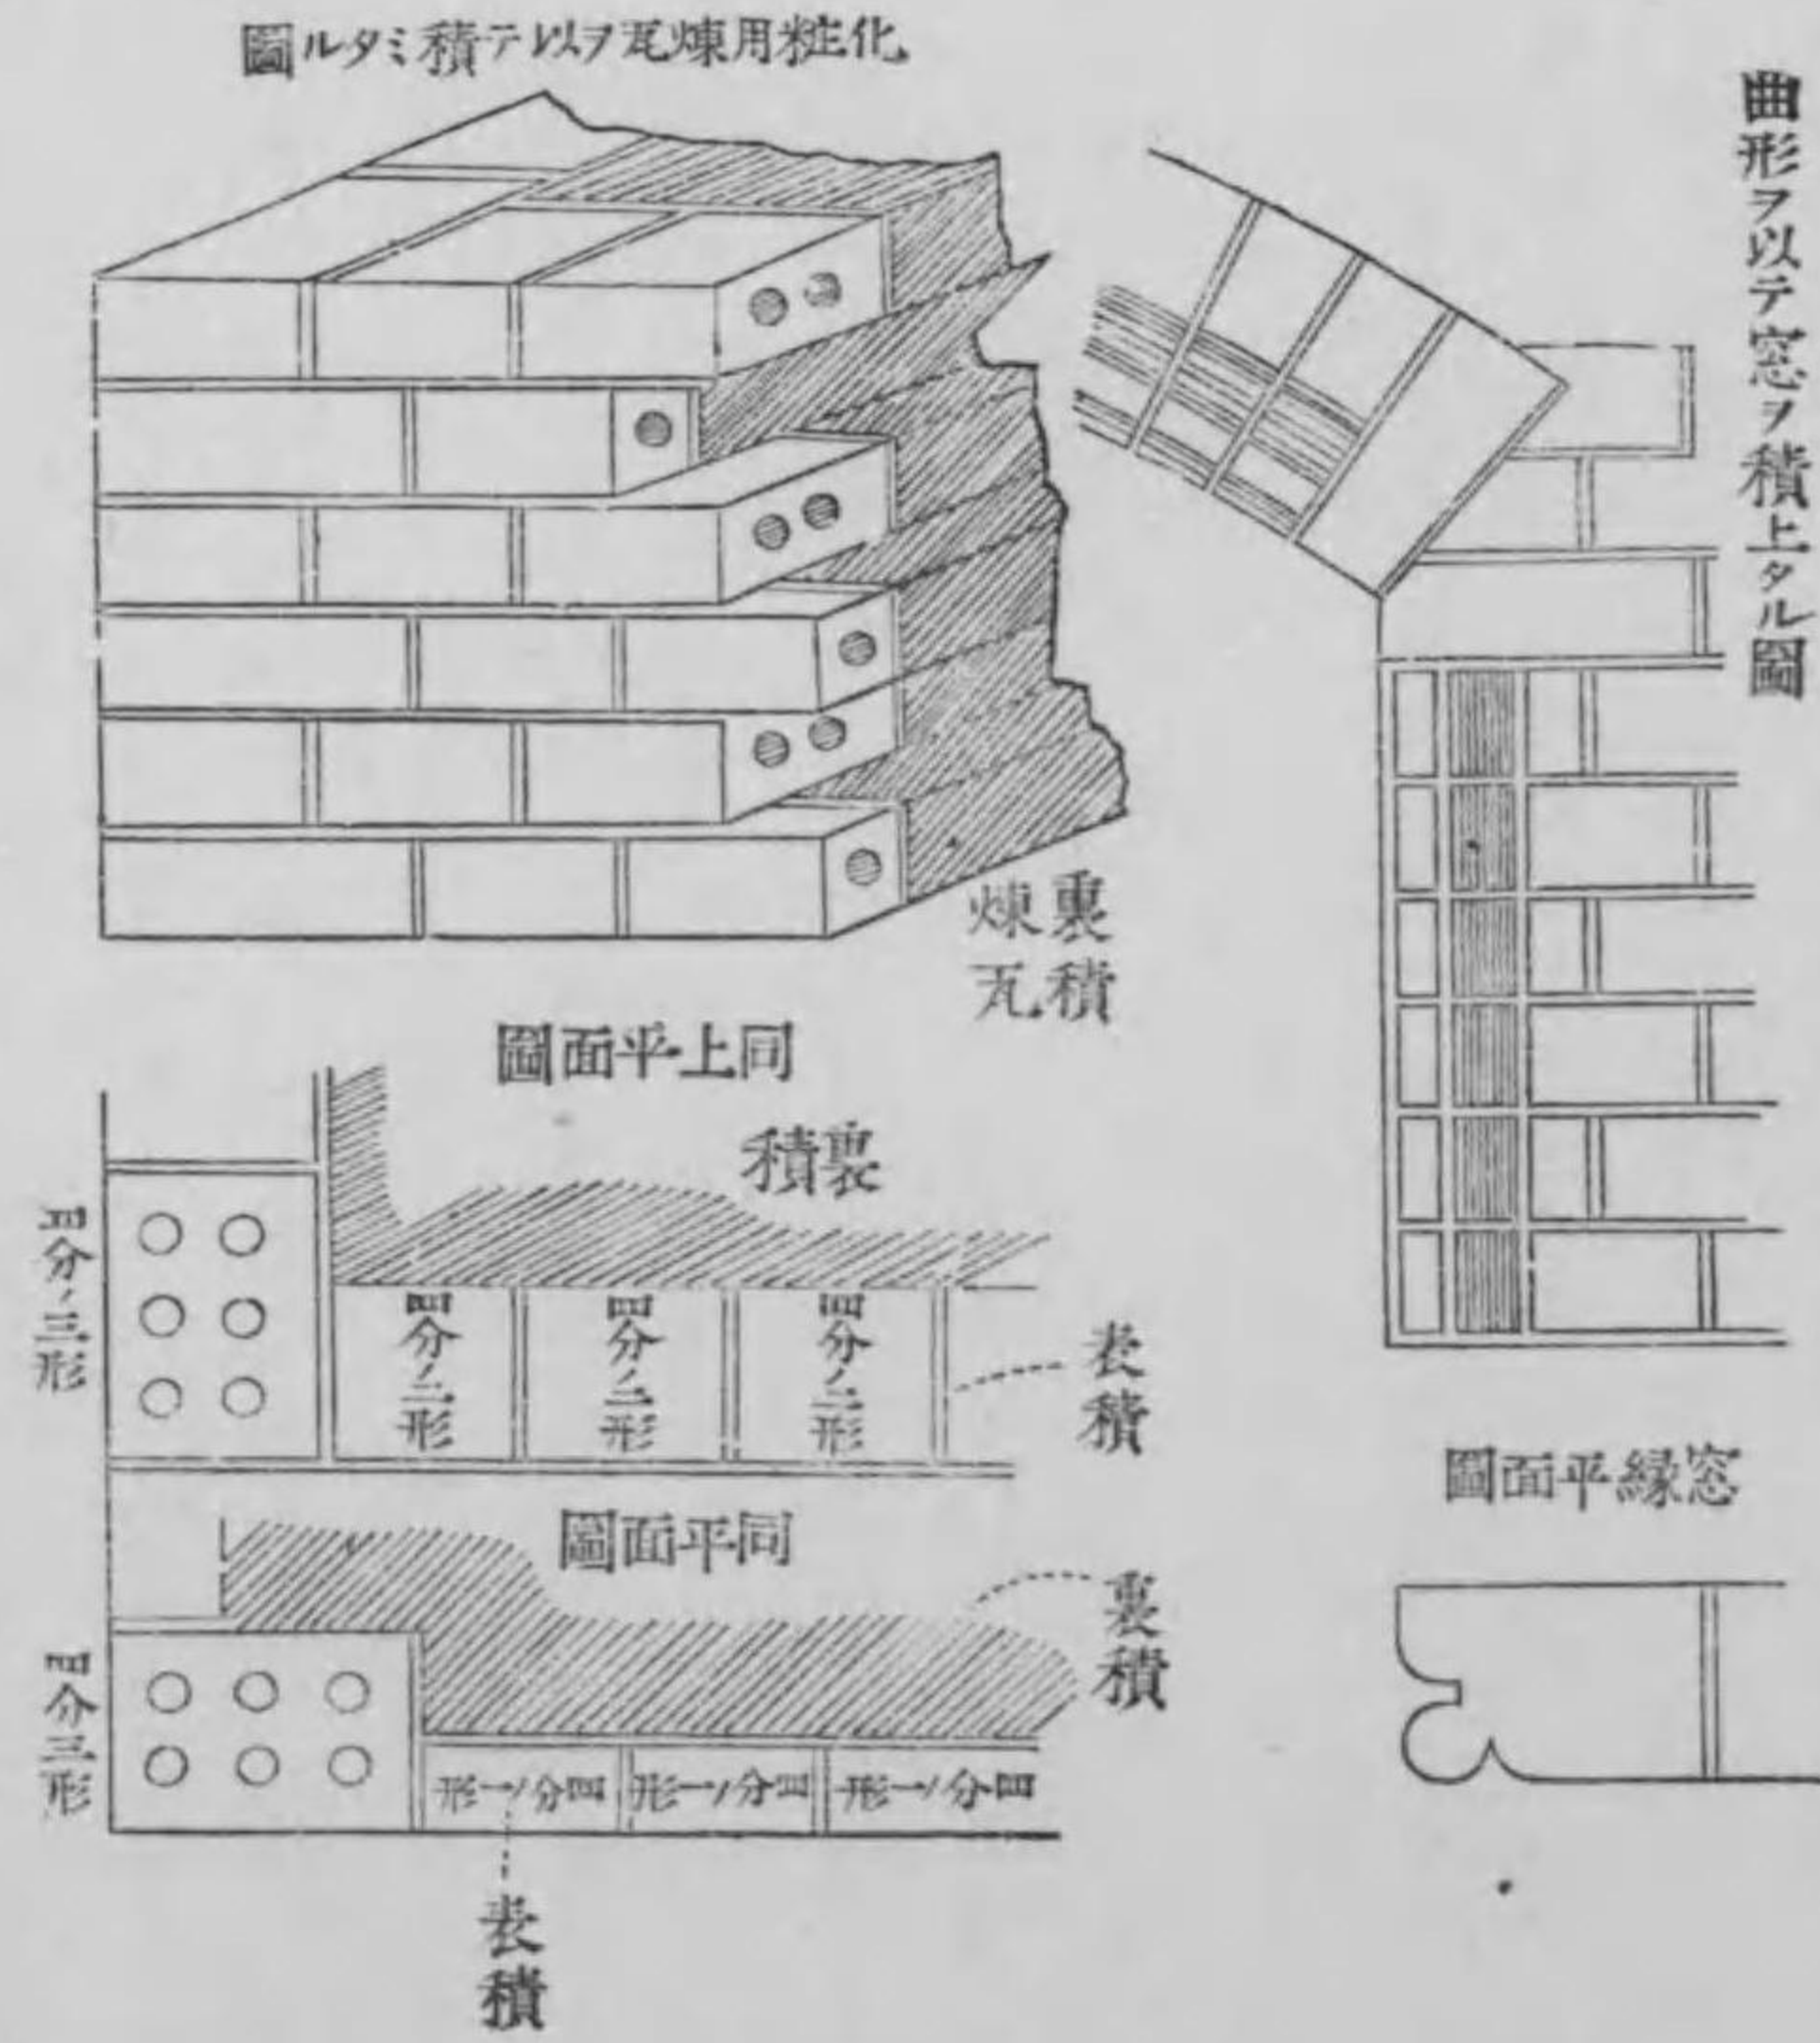 化粧用煉瓦ヲ以テ積ミタル圖
曲形ヲ以テ窓ヲ積上タル圖
裏積
煉瓦
同上平面圖
裏積
四分ノ三形
四分ノ二形
四分ノ二形
四分ノ二形
表積
同平面圖
裏積
四分三形
四分ノ一形
四分ノ一形
四分ノ一形
表積
窓縁平面圖